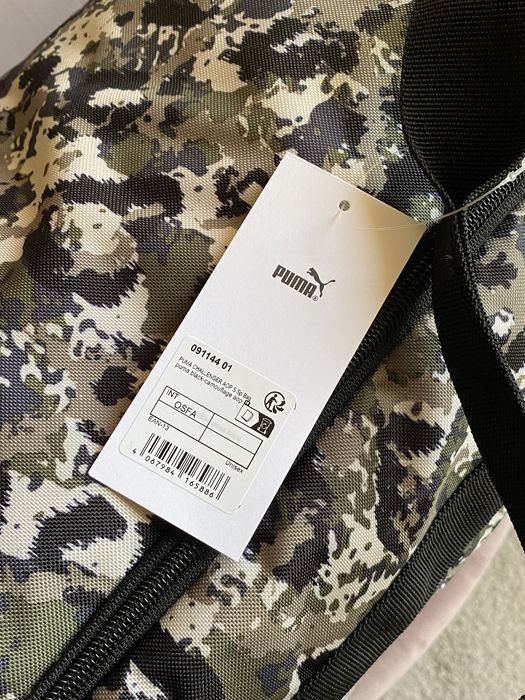 PUMA®
091144 01
PUMA CHALLENGER AOP S Sp Bag
puma black-camouflage aop
INT
OSFA
EAN-13
Unisex
4 067984 165886